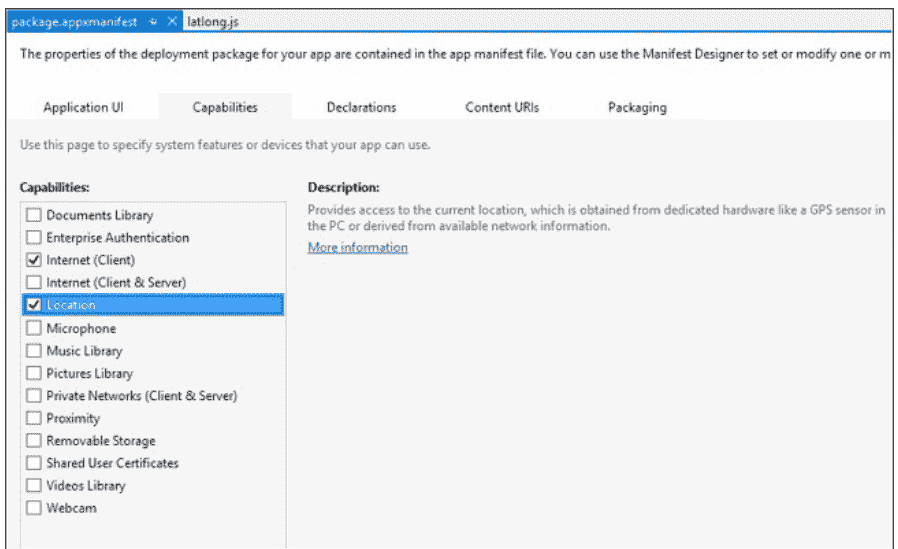 package.appxmanifest latlong.js
The properties of the deployment package for your app are contained in the app manifest file. You can use the Manifest Designer to set or modify one or m
Application UI Capabilities Declarations Content URIs Packaging
Use this page to specify system features or devices that your app can use.
Capabilities: Description:
Documents Library Provides access to the current location, which is obtained from dedicated hardware like a GPS sensor in
the PC or derived from available network information.
Enterprise Authentication
Internet (Client) More information
Internet (Client & Server)
Location
Microphone
Music Library
Pictures Library
Private Networks (Client & Server)
Proximity
Removable Storage
Shared User Certificates
Videos Library
Webcam